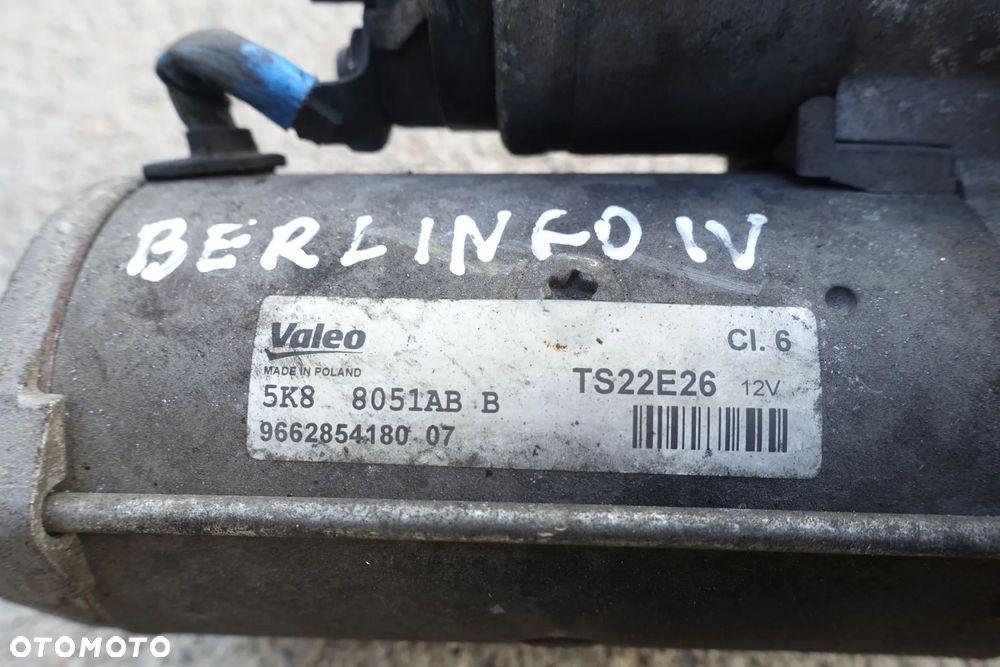 BERLINGO IV
Valeo
MADE IN POLAND
Cl. 6
5K8 8051AB B
TS22E26 12V
9662854180 07
OTOMOTO